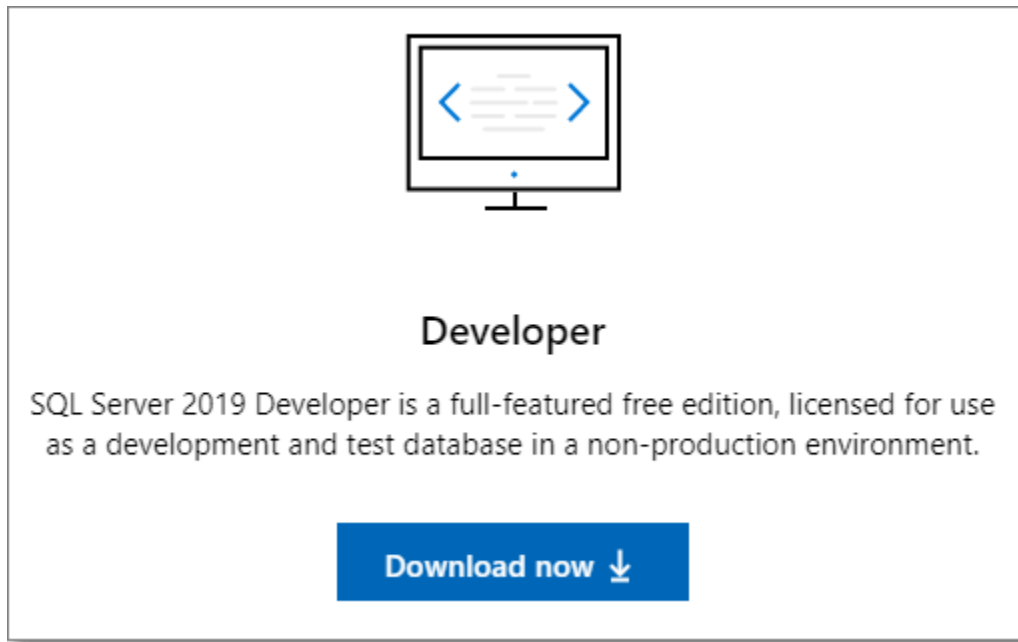 Developer
SQL Server 2019 Developer is a full-featured free edition, licensed for use
as a development and test database in a non-production environment.
Download now